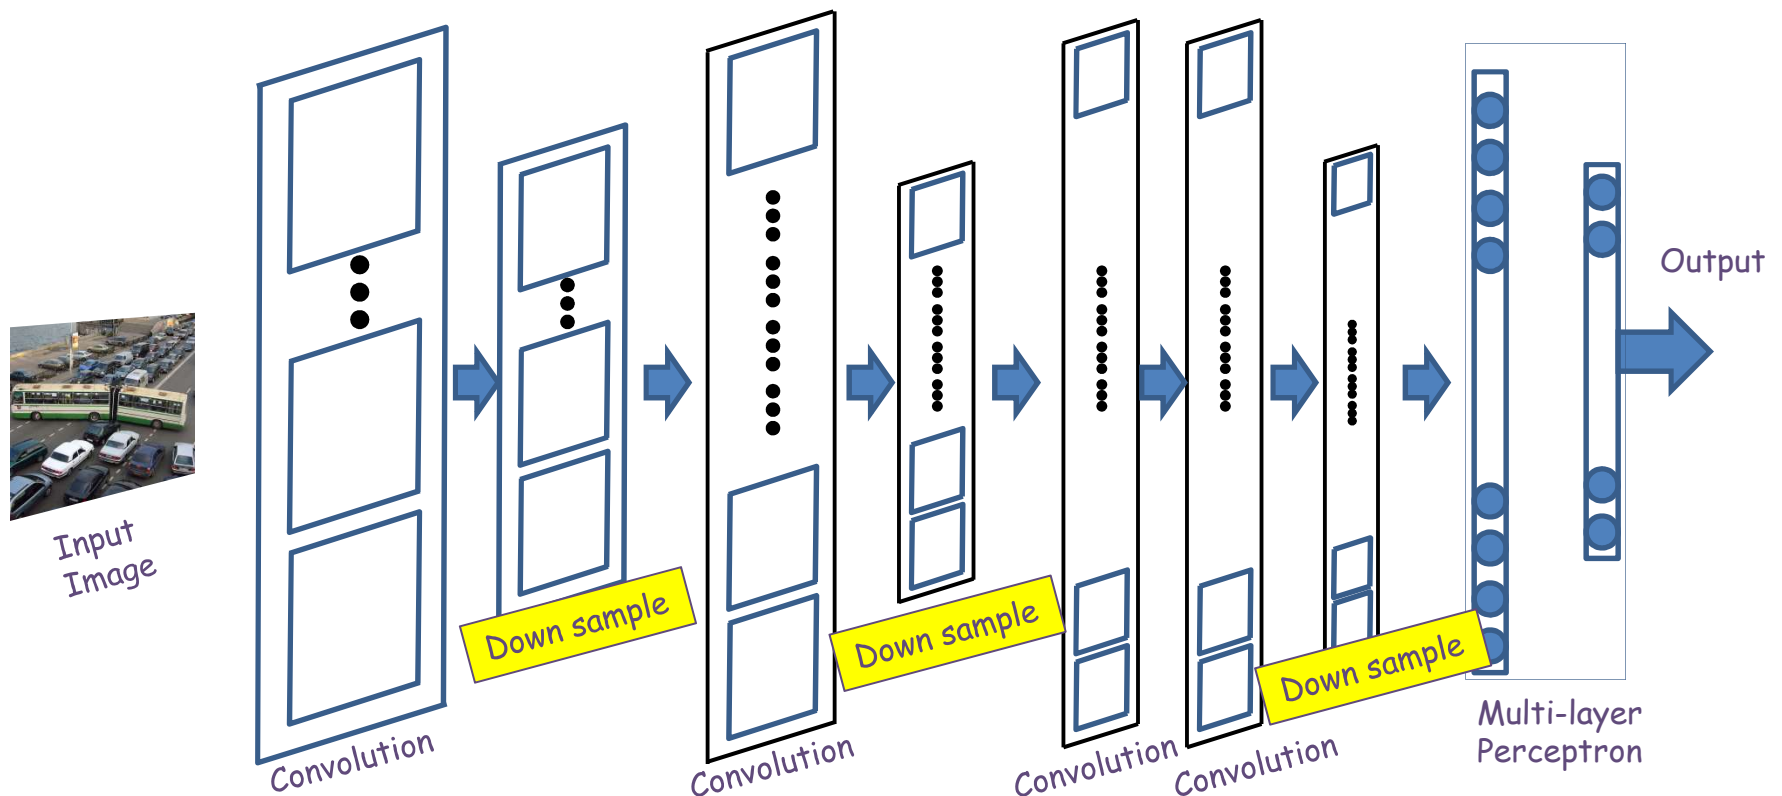 Input
Image
Convolution
Down sample
Convolution
Down sample
Convolution
Convolution
Down sample
Multi-layer
Perceptron
Output